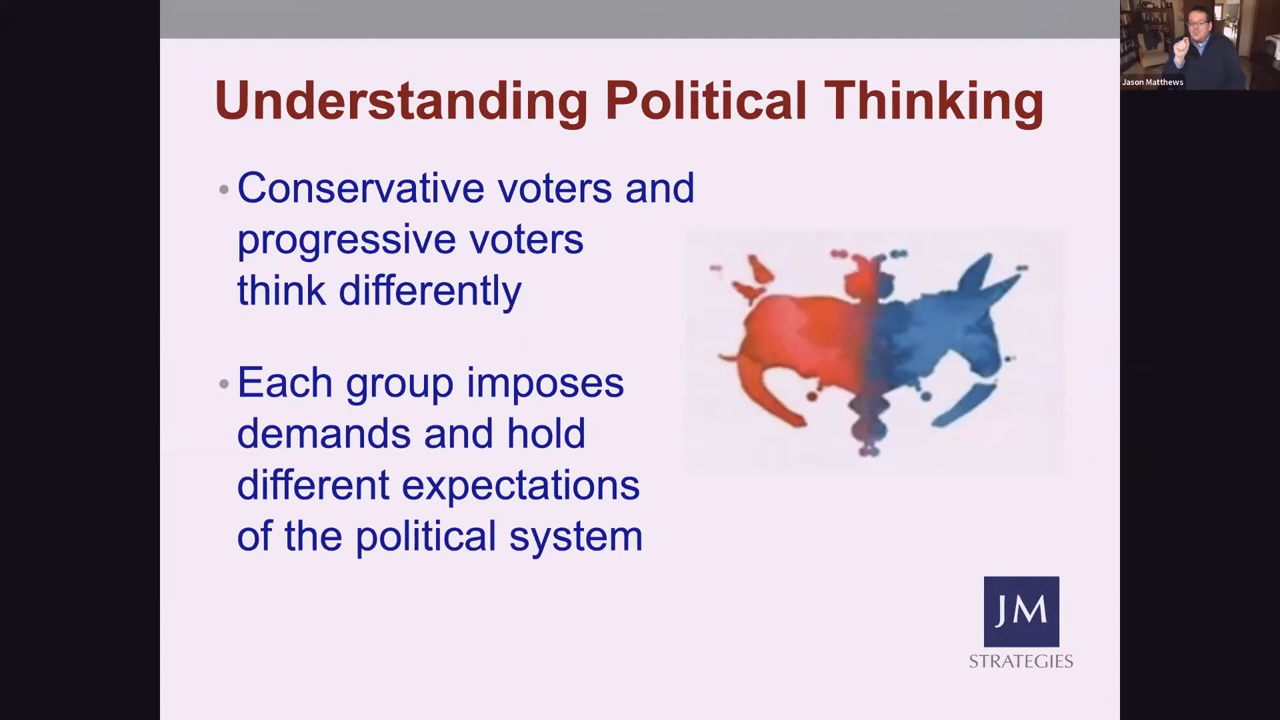 Understanding Political Thinking
• Conservative voters and
progressive voters
think differently
• Each group imposes
demands and hold
different expectations
of the political system
JM
STRATEGIES
Jason Matthews